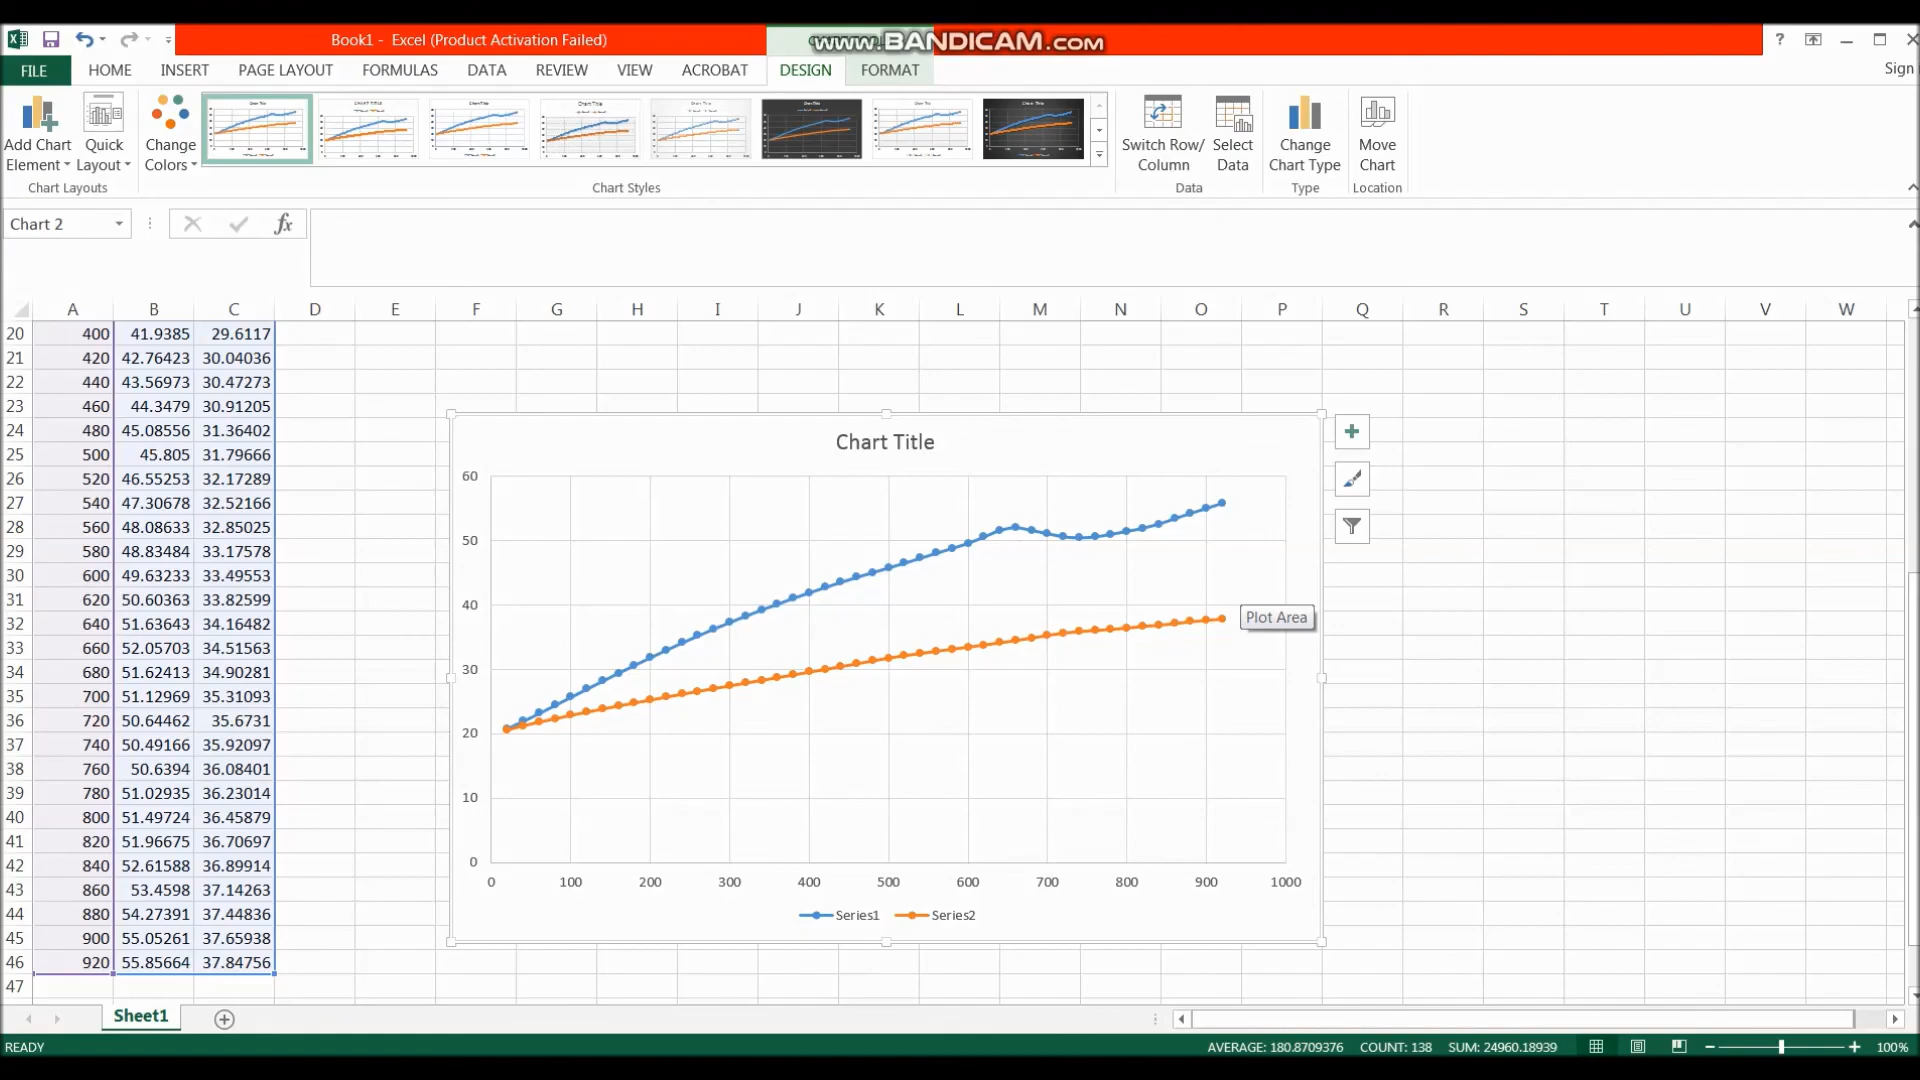 Book1 - Excel (Product Activation Failed)
www.BANDICAM.com
?
FILE HOME INSERT PAGE LAYOUT FORMULAS DATA REVIEW VIEW ACROBAT DESIGN FORMAT
Sign
Add Chart Element
Quick Layout
Change Colors
Switch Row/ Column
Select Data
Change Chart Type
Move Chart
Chart Layouts
Chart Styles
Data
Type
Location
Chart 2
fx
A B C D E F G H I J K L M N O P Q R S T U V W
20 400 41.9385 29.6117
21 420 42.76423 30.04036
22 440 43.56973 30.47273
23 460 44.3479 30.91205
24 480 45.08556 31.36402
25 500 45.805 31.79666
26 520 46.55253 32.17289
27 540 47.30678 32.52166
28 560 48.08633 32.85025
29 580 48.83484 33.17578
30 600 49.63233 33.49553
31 620 50.60363 33.82599
32 640 51.63643 34.16482
33 660 52.05703 34.51563
34 680 51.62413 34.90281
35 700 51.12969 35.31093
36 720 50.64462 35.6731
37 740 50.49166 35.92097
38 760 50.6394 36.08401
39 780 51.02935 36.23014
40 800 51.49724 36.45879
41 820 51.96675 36.70697
42 840 52.61588 36.89914
43 860 53.4598 37.14263
44 880 54.27391 37.44836
45 900 55.05261 37.65938
46 920 55.85664 37.84756
47
Chart Title
60
50
40
30
20
10
0
Plot Area
0 100 200 300 400 500 600 700 800 900 1000
Series1 Series2
Sheet1
READY
AVERAGE: 180.8709376 COUNT: 138 SUM: 24960.18939
100%